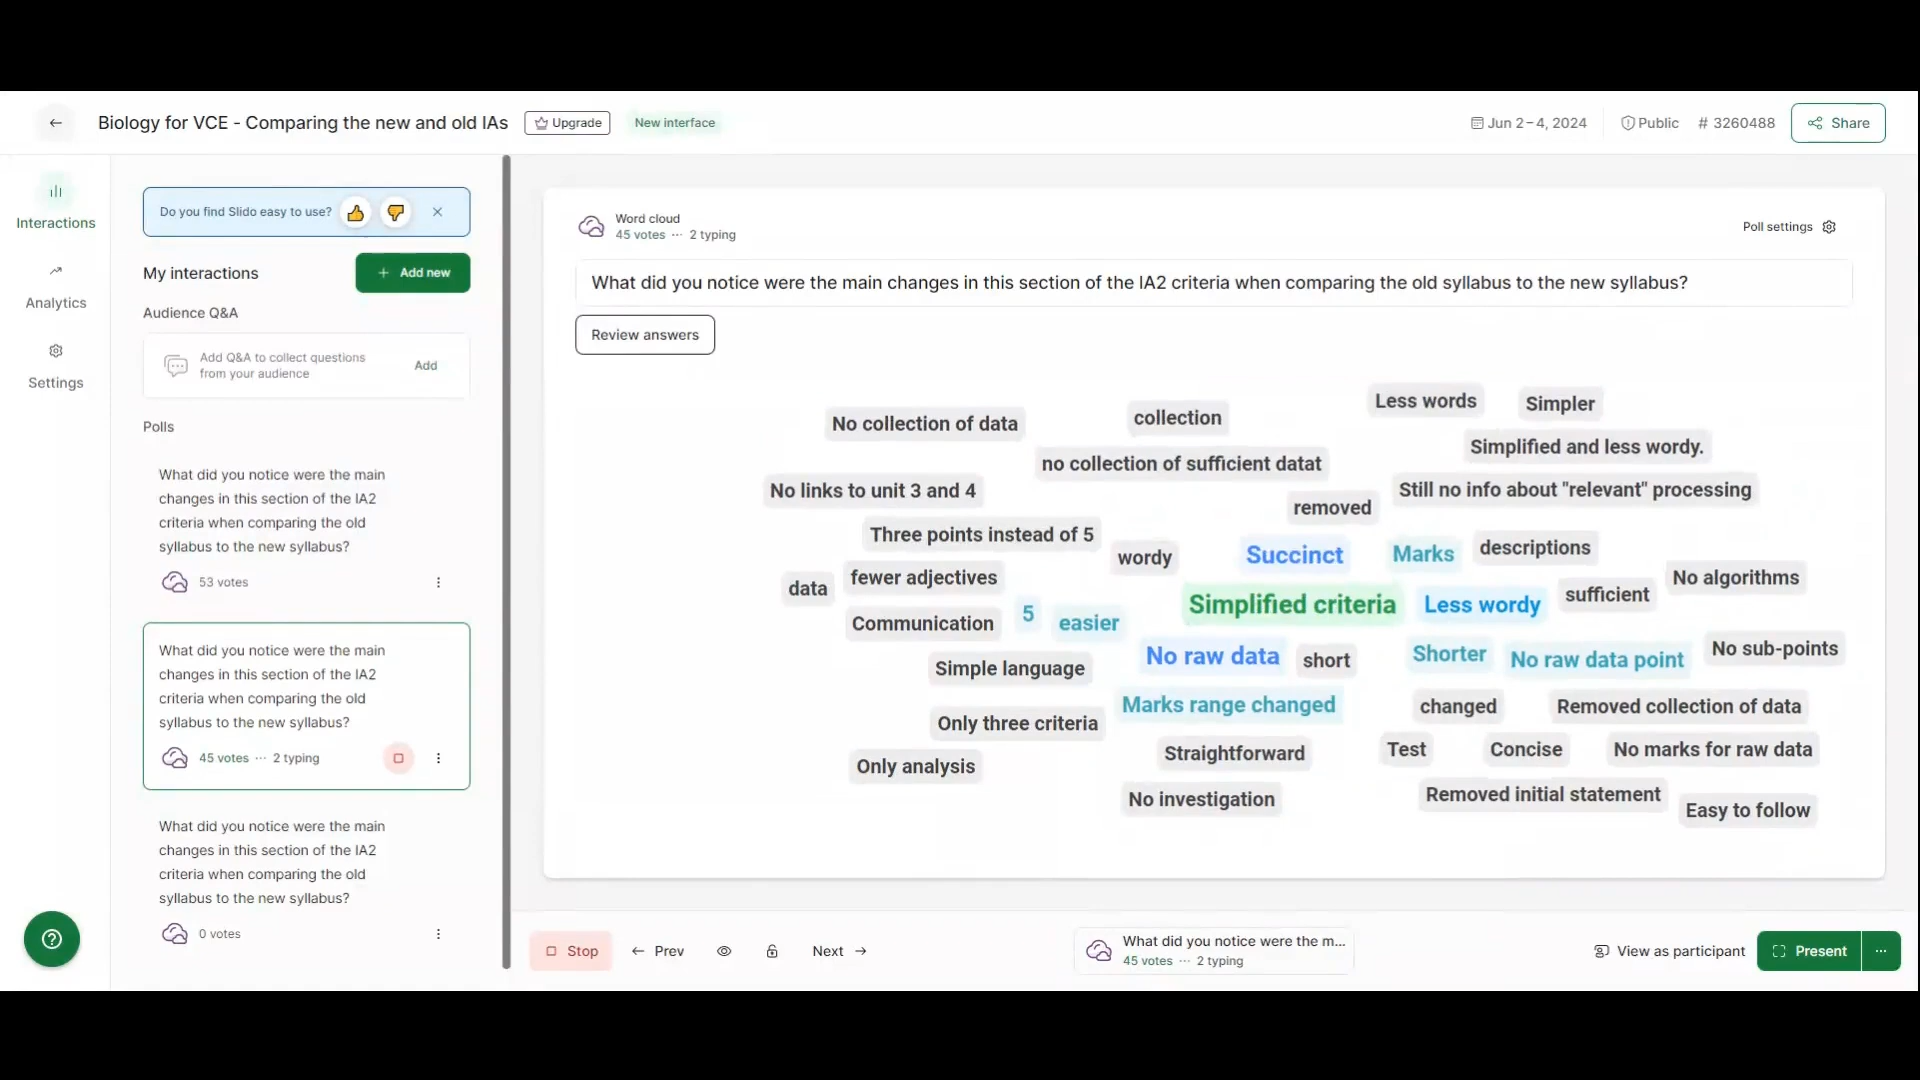 Biology for VCE - Comparing the new and old IAs
Upgrade
New interface
Jun 2 – 4, 2024
Public
# 3260488
Share
Interactions
Analytics
Settings
Do you find Slido easy to use?
My interactions
Add new
Audience Q&A
Add Q&A to collect questions
from your audience
Add
Polls
What did you notice were the main
changes in this section of the IA2
criteria when comparing the old
syllabus to the new syllabus?
53 votes
What did you notice were the main
changes in this section of the IA2
criteria when comparing the old
syllabus to the new syllabus?
45 votes ··· 2 typing
What did you notice were the main
changes in this section of the IA2
criteria when comparing the old
syllabus to the new syllabus?
0 votes
Word cloud
45 votes ··· 2 typing
Poll settings
What did you notice were the main changes in this section of the IA2 criteria when comparing the old syllabus to the new syllabus?
Review answers
Less words
Simpler
collection
No collection of data
Simplified and less wordy.
no collection of sufficient datat
No links to unit 3 and 4
Still no info about "relevant" processing
removed
Three points instead of 5
wordy
Succinct
Marks
descriptions
data
fewer adjectives
No algorithms
Simplified criteria
Less wordy
sufficient
Communication
5
easier
No raw data
short
Shorter
No raw data point
No sub-points
Simple language
Marks range changed
changed
Removed collection of data
Only three criteria
Straightforward
Test
Concise
No marks for raw data
Only analysis
No investigation
Removed initial statement
Easy to follow
Stop
Prev
Next
What did you notice were the m...
45 votes ··· 2 typing
View as participant
Present